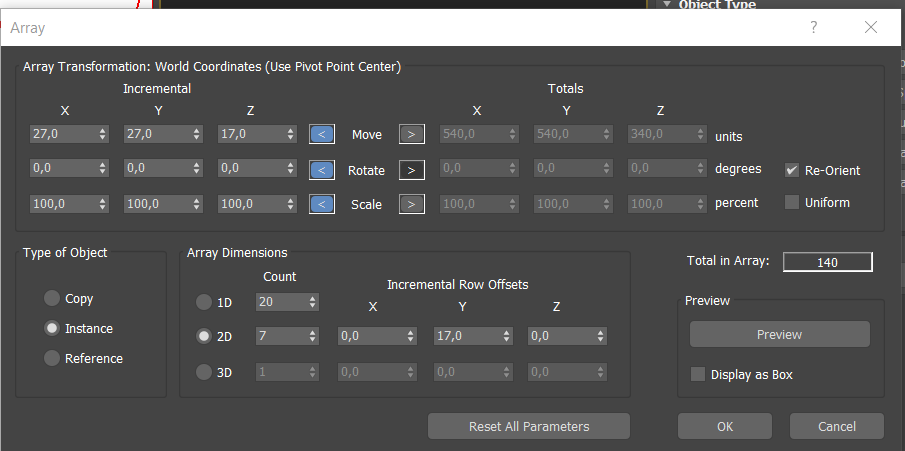 Object Type
Array
?
Array Transformation: World Coordinates (Use Pivot Point Center)
Incremental Totals
X Y Z X Y Z
27,0 27,0 17,0 < Move > 540,0 540,0 340,0 units
0,0 0,0 0,0 < Rotate > 0,0 0,0 0,0 degrees Re-Orient
100,0 100,0 100,0 < Scale > 100,0 100,0 100,0 percent Uniform
Type of Object
Copy
Instance
Reference
Array Dimensions
Count
Incremental Row Offsets
X Y Z
1D 20
2D 7 0,0 17,0 0,0
3D 1 0,0 0,0 0,0
Total in Array: 140
Preview
Preview
Display as Box
Reset All Parameters OK Cancel